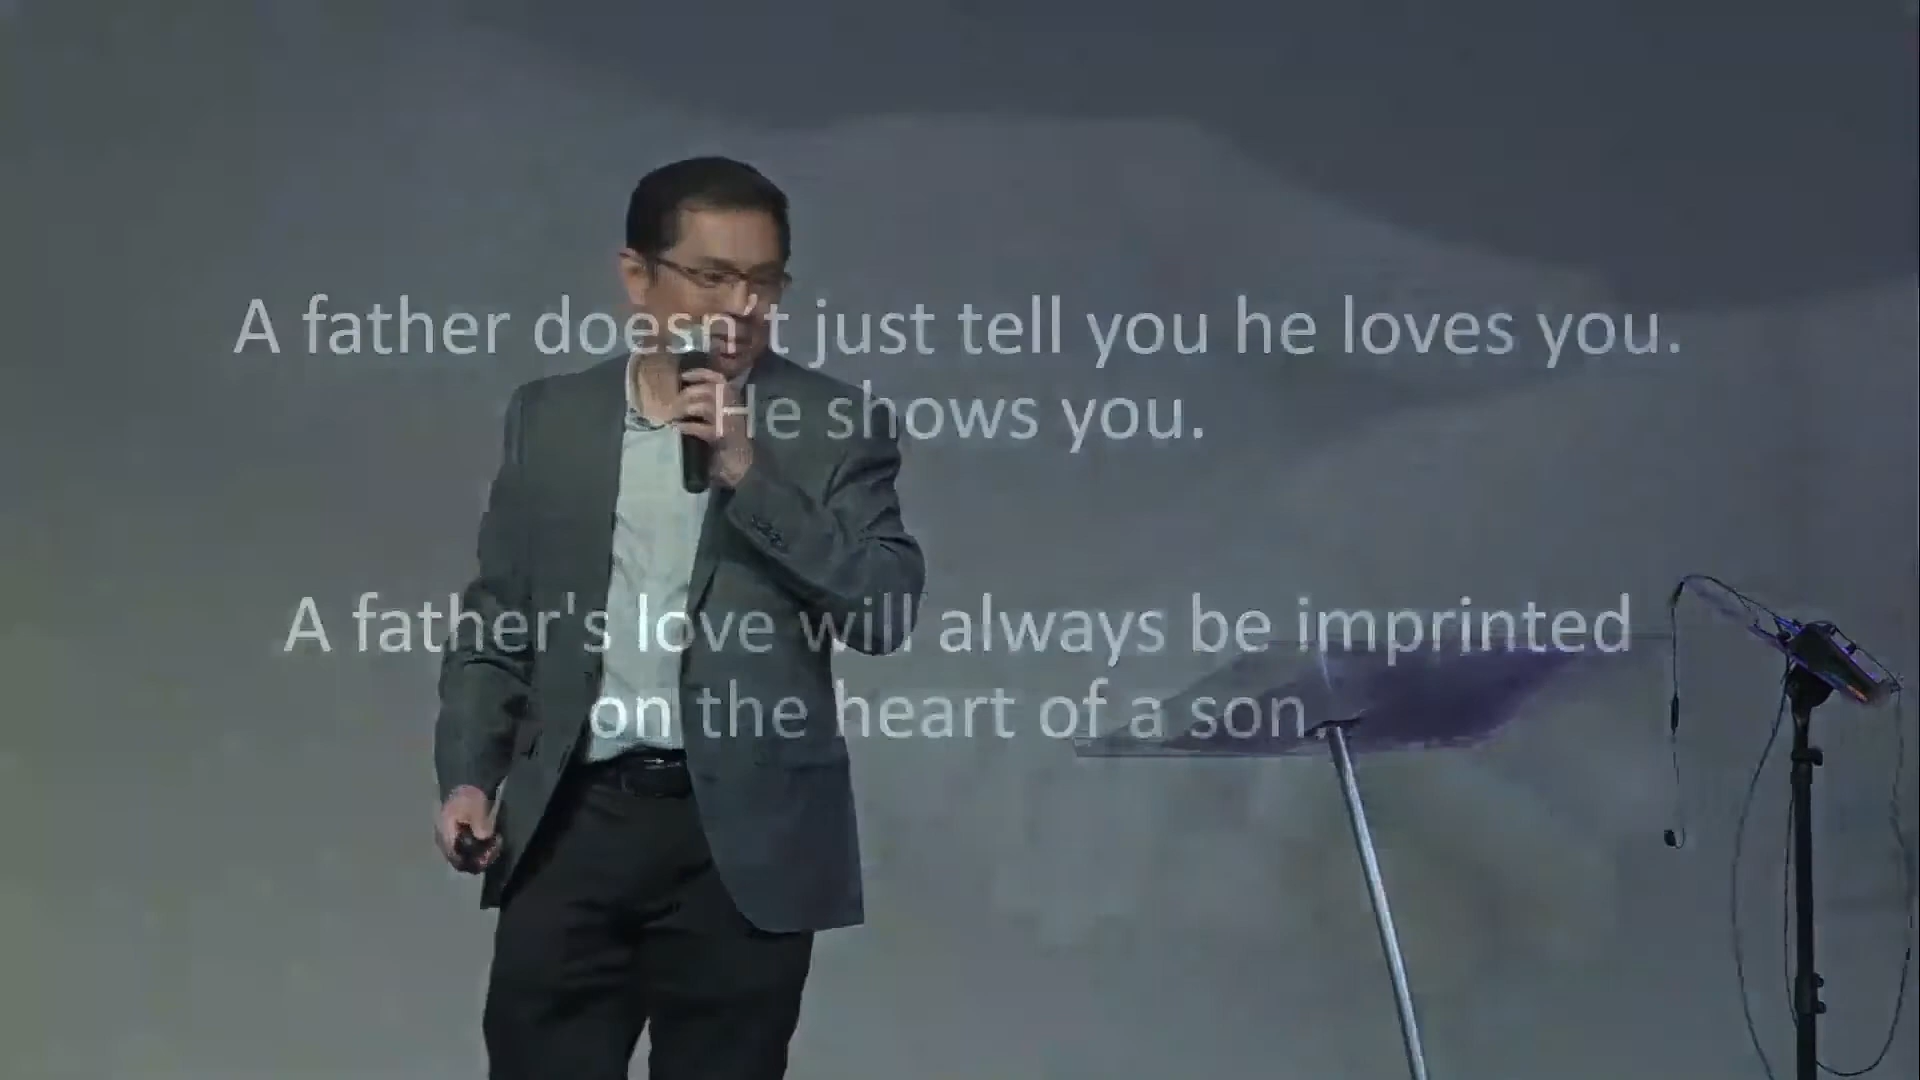 A father doesn't just tell you he loves you.
He shows you.
A father's love will always be imprinted
on the heart of a son.